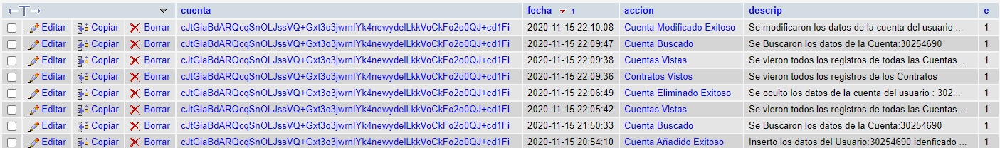 cuenta fecha 1 accion descrip e
Editar Copiar Borrar cJtGiaBdARQcqSnOLJssVQ+Gxt3o3jwrnlYk4newydelLkkVoCkFo2o0QJ+cd1Fi 2020-11-15 22:10:08 Cuenta Modificado Exitoso Se modificaron los datos de la cuenta del usuario ... 1
Editar Copiar Borrar cJtGiaBdARQcqSnOLJssVQ+Gxt3o3jwrnlYk4newydelLkkVoCkFo2o0QJ+cd1Fi 2020-11-15 22:09:47 Cuenta Buscado Se Buscaron los datos de la Cuenta:30254690 1
Editar Copiar Borrar cJtGiaBdARQcqSnOLJssVQ+Gxt3o3jwrnlYk4newydelLkkVoCkFo2o0QJ+cd1Fi 2020-11-15 22:09:38 Cuentas Vistas Se vieron todos los registros de todas las Cuentas... 1
Editar Copiar Borrar cJtGiaBdARQcqSnOLJssVQ+Gxt3o3jwrnlYk4newydelLkkVoCkFo2o0QJ+cd1Fi 2020-11-15 22:09:36 Contratos Vistos Se vieron todos los registros de los Contratos 1
Editar Copiar Borrar cJtGiaBdARQcqSnOLJssVQ+Gxt3o3jwrnlYk4newydelLkkVoCkFo2o0QJ+cd1Fi 2020-11-15 22:06:49 Cuenta Eliminado Exitoso Se oculto los datos de la cuenta del usuario : 302... 1
Editar Copiar Borrar cJtGiaBdARQcqSnOLJssVQ+Gxt3o3jwrnlYk4newydelLkkVoCkFo2o0QJ+cd1Fi 2020-11-15 22:05:42 Cuentas Vistas Se vieron todos los registros de todas las Cuentas... 1
Editar Copiar Borrar cJtGiaBdARQcqSnOLJssVQ+Gxt3o3jwrnlYk4newydelLkkVoCkFo2o0QJ+cd1Fi 2020-11-15 21:50:33 Cuenta Buscado Se Buscaron los datos de la Cuenta:30254690 1
Editar Copiar Borrar cJtGiaBdARQcqSnOLJssVQ+Gxt3o3jwrnlYk4newydelLkkVoCkFo2o0QJ+cd1Fi 2020-11-15 20:54:10 Cuenta Añadido Exitoso Inserto los datos del Usuario:30254690 idenficado ... 1